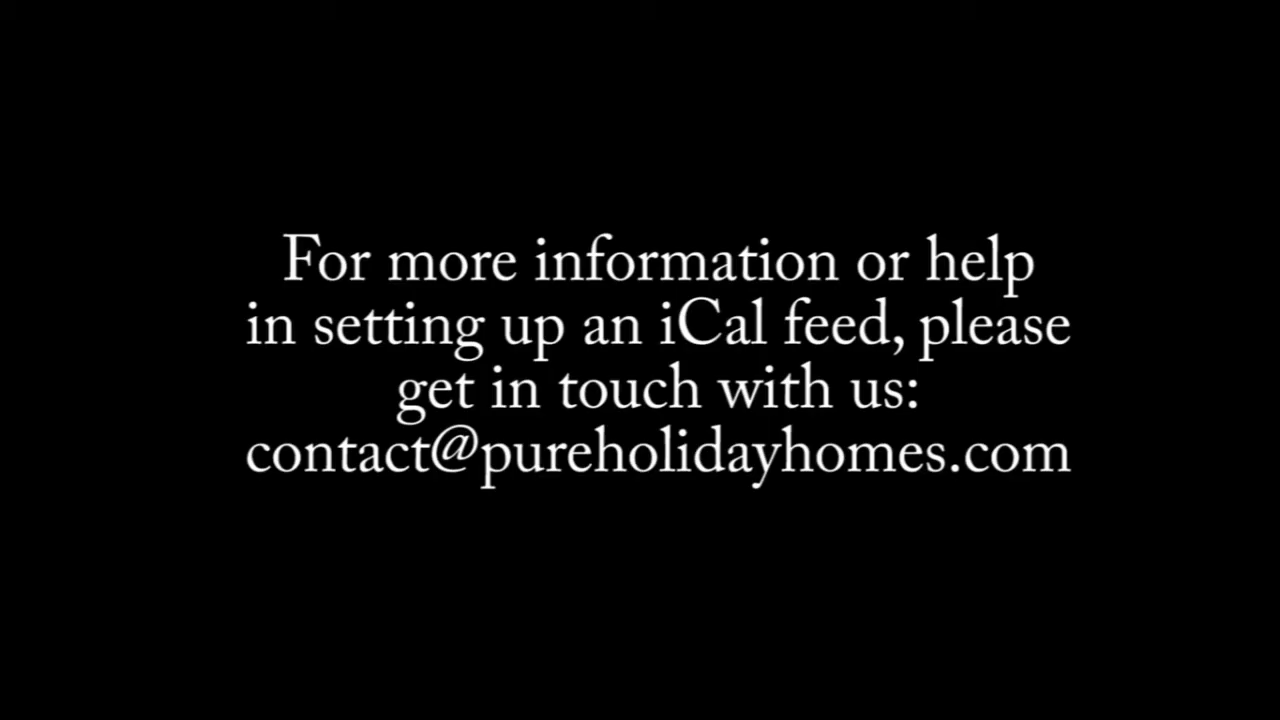 For more information or help
in setting up an iCal feed, please
get in touch with us:
contact@pureholidayhomes.com